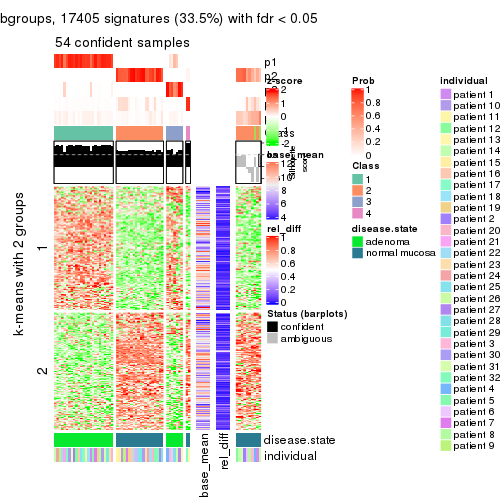 bgroups, 17405 signatures (33.5%) with fdr < 0.05
54 confident samples
p1
p2
z-score
2
1
0
-1
-2
base_mean
12
10
8
6
4
rel_diff
1
0.8
0.6
0.4
0.2
0
Status (barplots)
confident
ambiguous
Prob
1
0.8
0.6
0.4
0.2
0
Class
1
2
3
4
disease.state
adenoma
normal mucosa
individual
patient 1
patient 10
patient 11
patient 12
patient 13
patient 14
patient 15
patient 16
patient 17
patient 18
patient 19
patient 2
patient 20
patient 21
patient 22
patient 23
patient 24
patient 25
patient 26
patient 27
patient 28
patient 29
patient 3
patient 30
patient 31
patient 32
patient 4
patient 5
patient 6
patient 7
patient 8
patient 9
k-means with 2 groups
1
2
disease.state
individual
base_mean
rel_diff